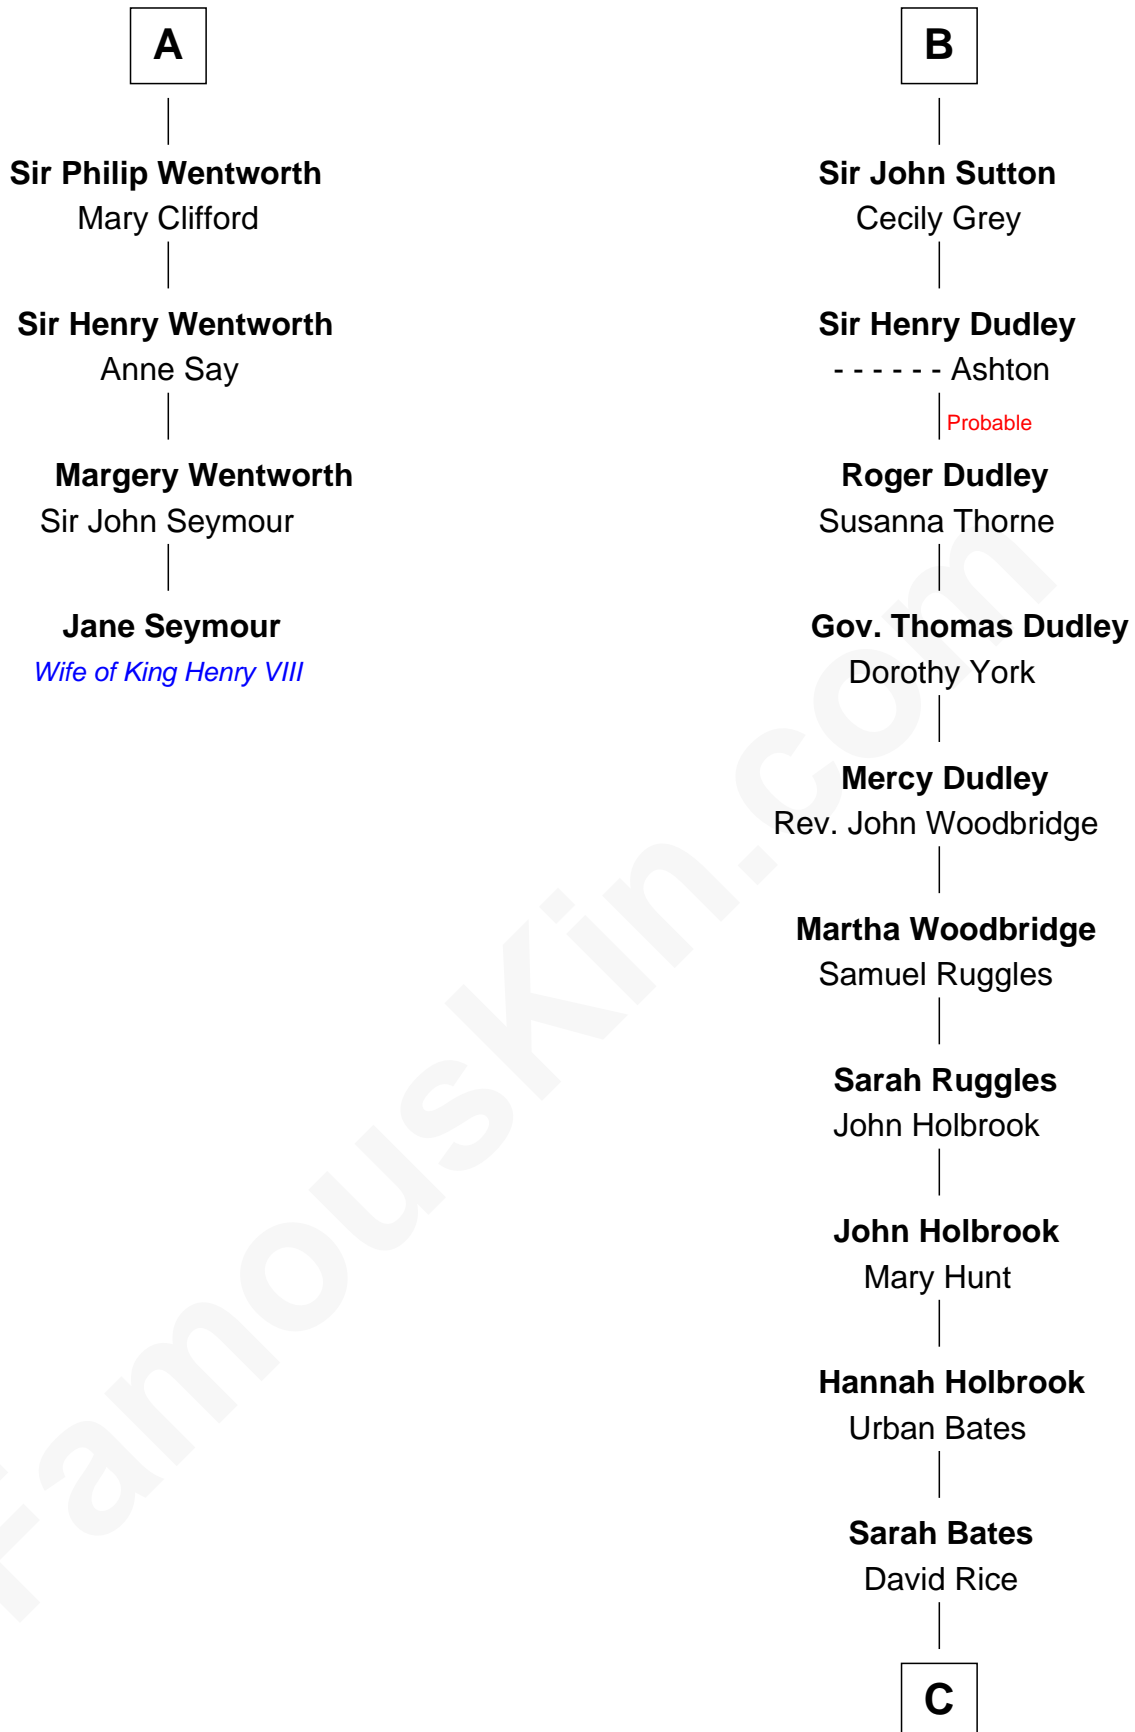 A
Sir Philip Wentworth
Mary Clifford
Sir Henry Wentworth
Anne Say
Margery Wentworth
Sir John Seymour
Jane Seymour
Wife of King Henry VIII
B
Sir John Sutton
Cecily Grey
Sir Henry Dudley
- - - - - - Ashton
Probable
Roger Dudley
Susanna Thorne
Gov. Thomas Dudley
Dorothy York
Mercy Dudley
Rev. John Woodbridge
Martha Woodbridge
Samuel Ruggles
Sarah Ruggles
John Holbrook
John Holbrook
Mary Hunt
Hannah Holbrook
Urban Bates
Sarah Bates
David Rice
C
FamousKin.com